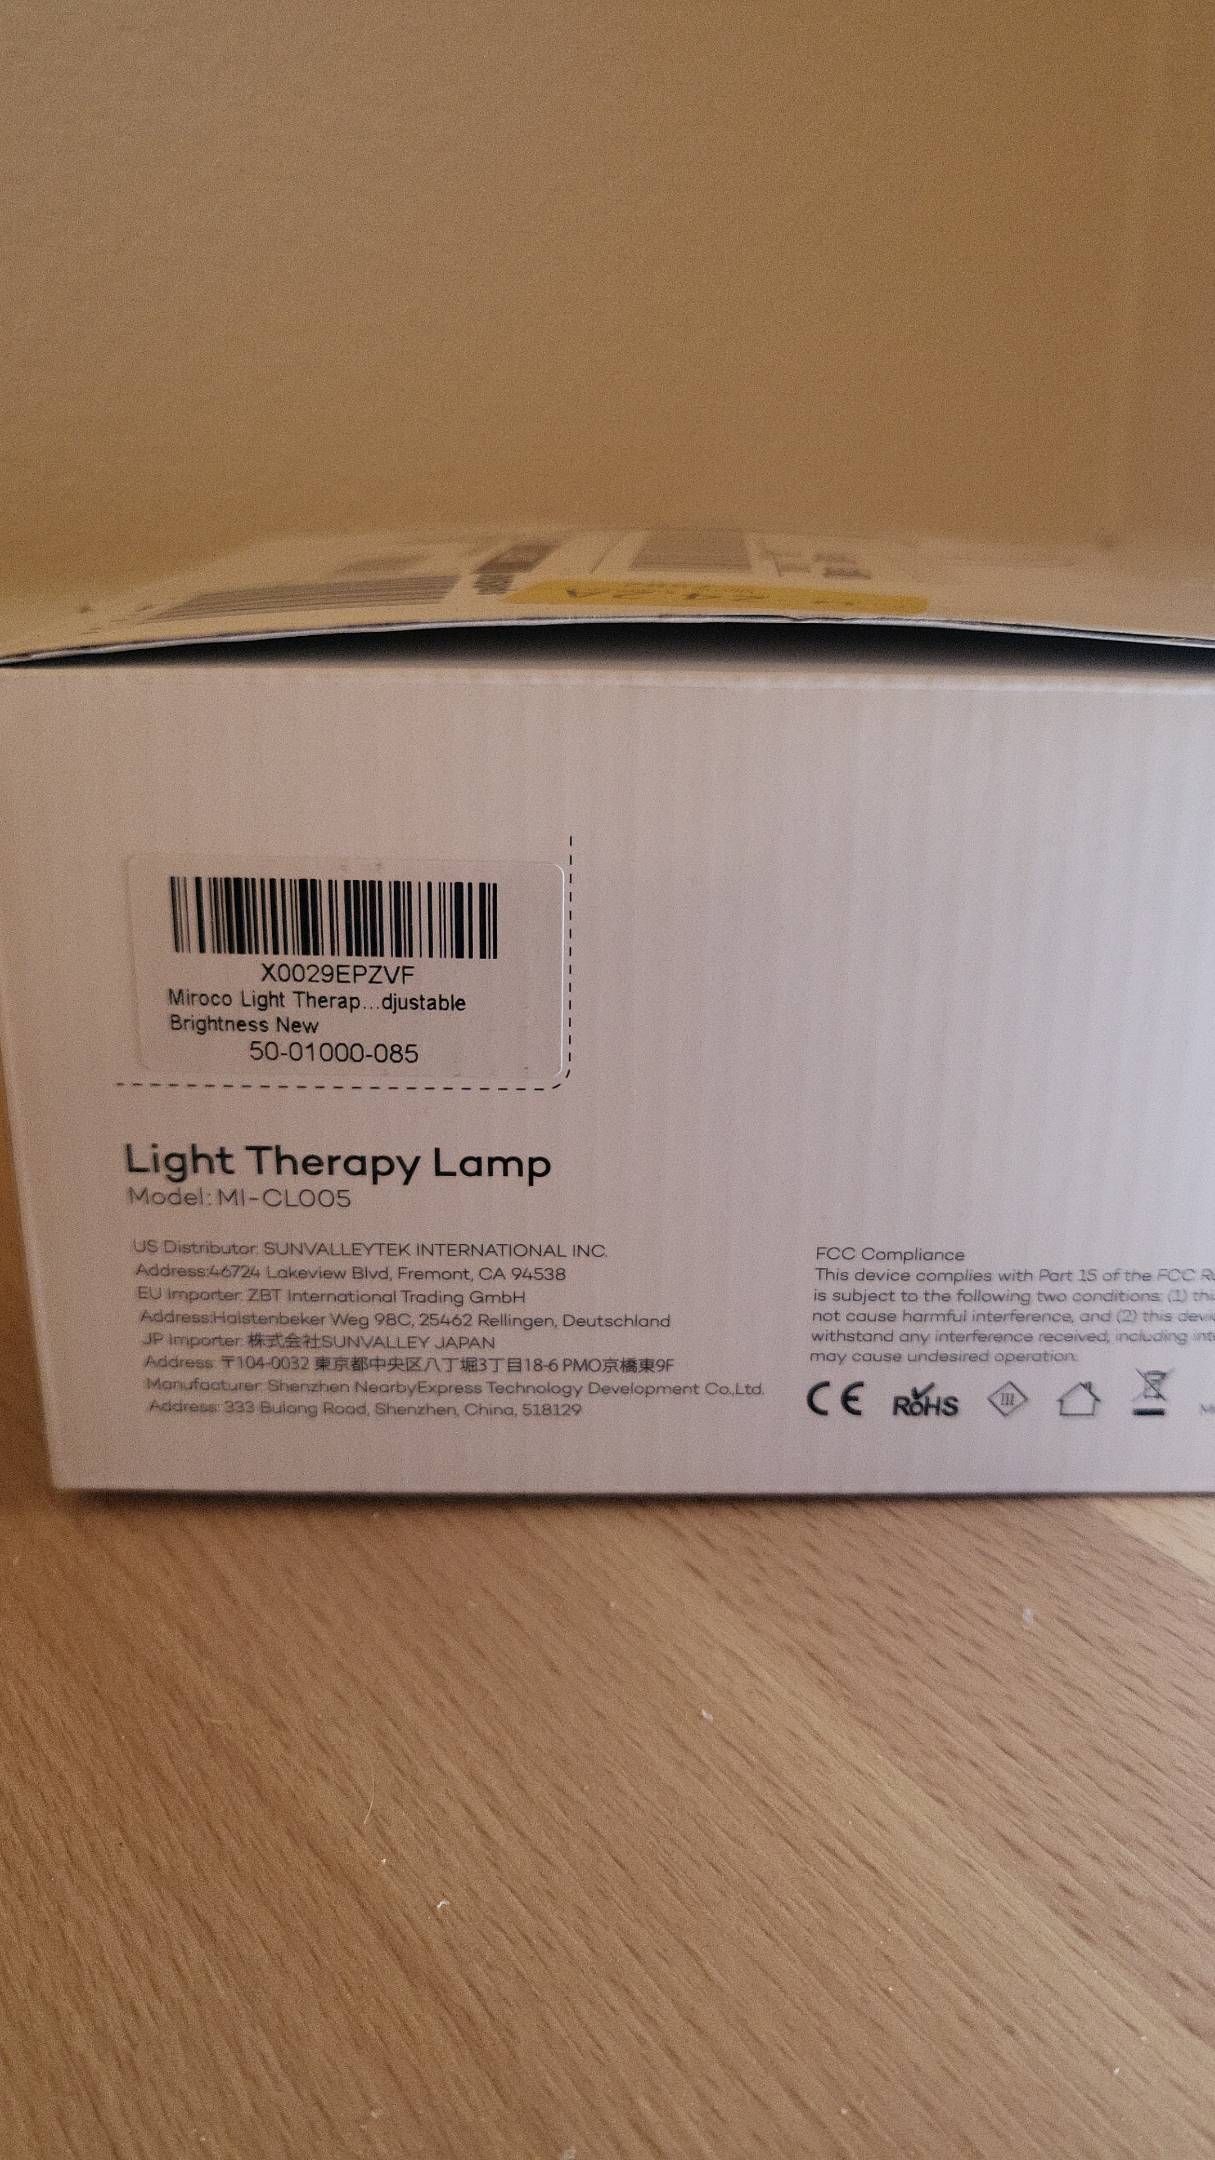 X0029EPZVF
Miroco Light Therap...djustable
Brightness New
50-01000-085
Light Therapy Lamp
Model: MI-CL005
US Distributor: SUNVALLEYTEK INTERNATIONAL INC.
Address:46724 Lakeview Blvd, Fremont, CA 94538
EU Importer: ZBT International Trading GmbH
Address:Halstenbeker Weg 98C, 25462 Rellingen, Deutschland
JP Importer: 株式会社SUNVALLEY JAPAN
Address: 〒104-0032 東京都中央区八丁堀3丁目18-6 PMO京橋東9F
Manufacturer: Shenzhen NearbyExpress Technology Development Co.,Ltd.
Address: 333 Bulong Road, Shenzhen, China, 518129
FCC Compliance
This device complies with Part 15 of the FCC
is subject to the following two conditions: (1)
not cause harmful interference, and (2) this
withstand any interference received, including
may cause undesired operation.
CE RoHS III